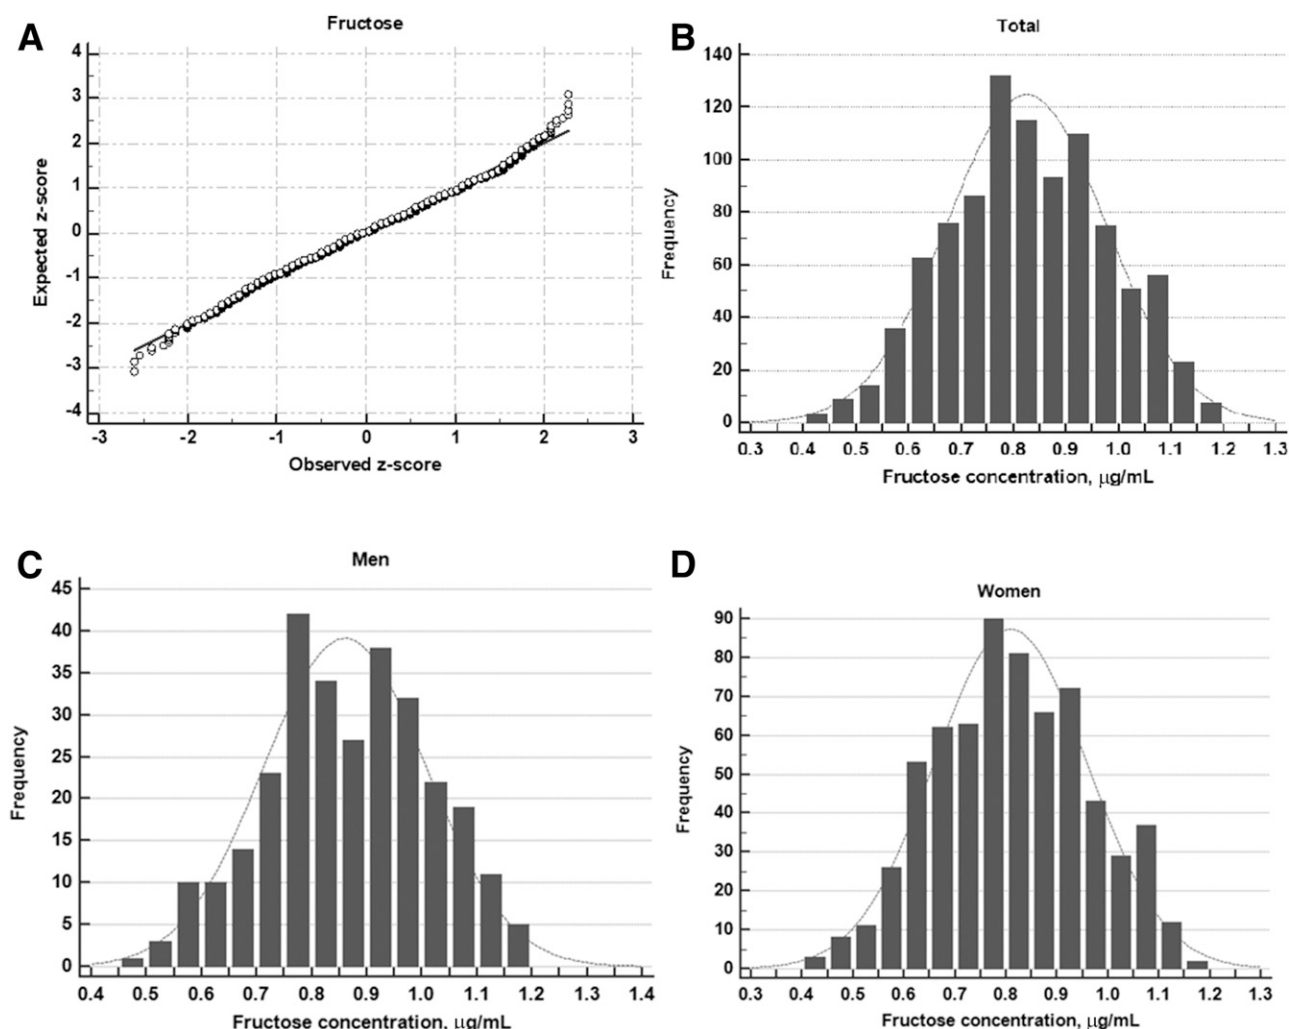 A
Fructose
4
3
2
1
0
-1
-2
-3
-4
Expected z-score
-3 -2 -1 0 1 2 3
Observed z-score
B
Total
140
120
100
80
60
40
20
0
Frequency
0.3 0.4 0.5 0.6 0.7 0.8 0.9 1.0 1.1 1.2 1.3
Fructose concentration, µg/mL
C
Men
45
40
35
30
25
20
15
10
5
0
Frequency
0.4 0.5 0.6 0.7 0.8 0.9 1.0 1.1 1.2 1.3 1.4
Fructose concentration, µg/mL
D
Women
90
80
70
60
50
40
30
20
10
0
Frequency
0.3 0.4 0.5 0.6 0.7 0.8 0.9 1.0 1.1 1.2 1.3
Fructose concentration, µg/mL